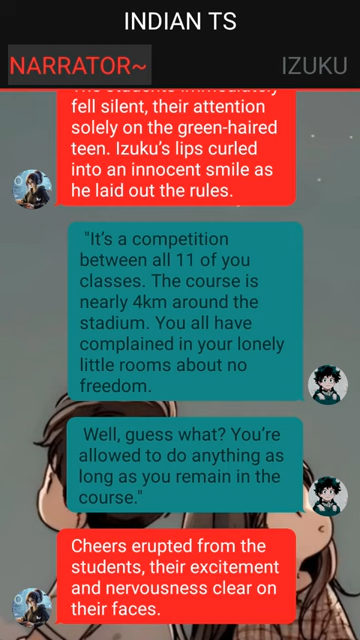 INDIAN TS
NARRATOR~ IZUKU
fell silent, their attention
solely on the green-haired
teen. Izuku's lips curled
into an innocent smile as
he laid out the rules.
"It's a competition
between all 11 of you
classes. The course is
nearly 4km around the
stadium. You all have
complained in your lonely
little rooms about no
freedom.
Well, guess what? You're
allowed to do anything as
long as you remain in the
course."
Cheers erupted from the
students, their excitement
and nervousness clear on
their faces.